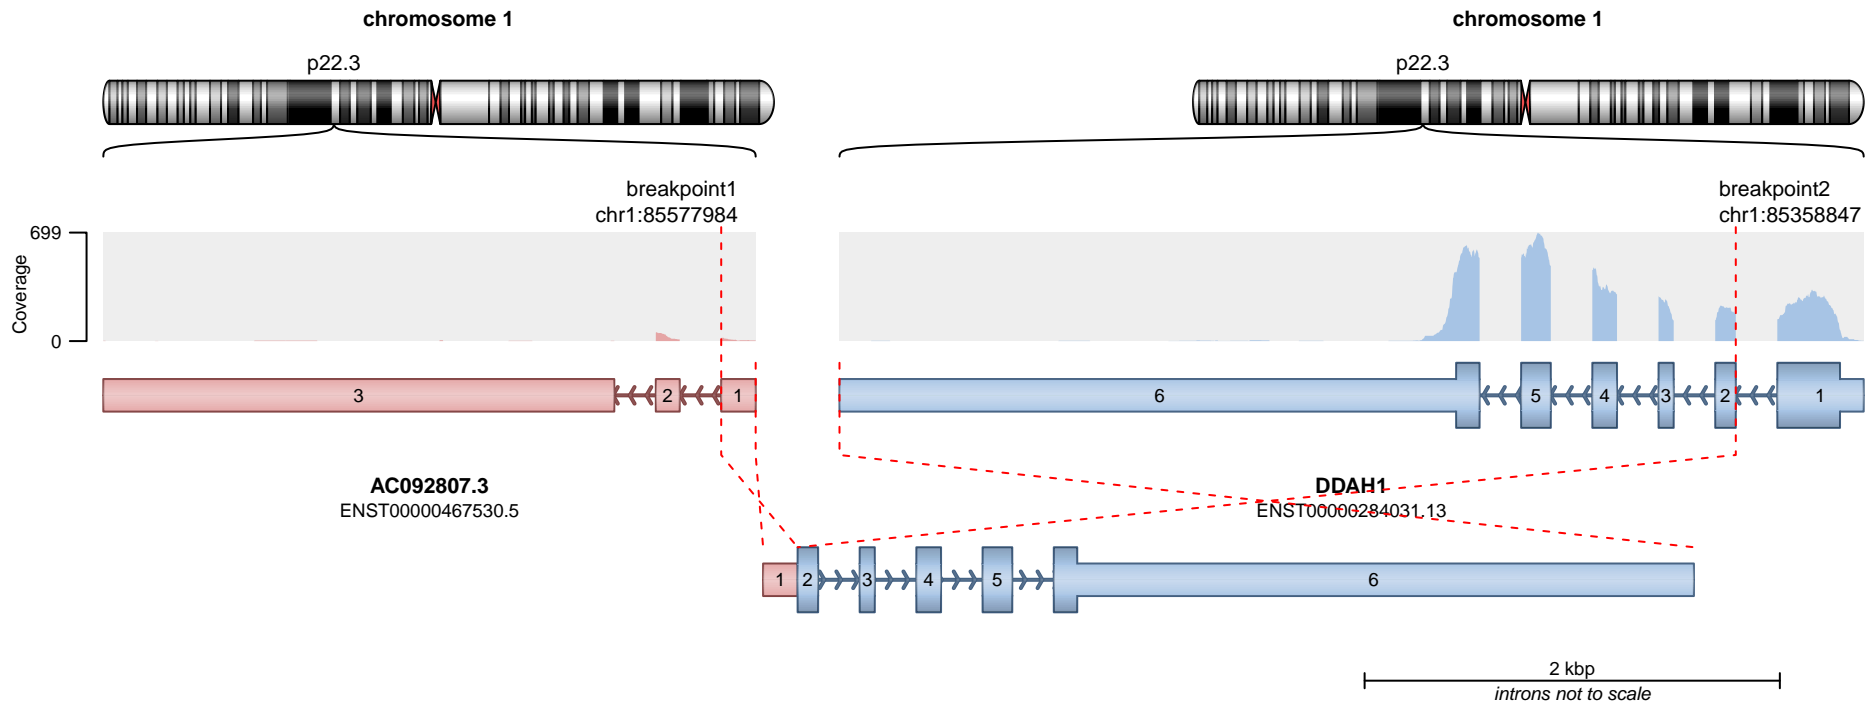 chromosome 1
chromosome 1
p22.3
p22.3
breakpoint1
chr1:85577984
breakpoint2
chr1:85358847
699
0
Coverage
3
2
1
6
5
4
3
2
1
AC092807.3
ENST00000467530.5
DDAH1
ENST00000284031.13
1
2
3
4
5
6
2 kbp
introns not to scale